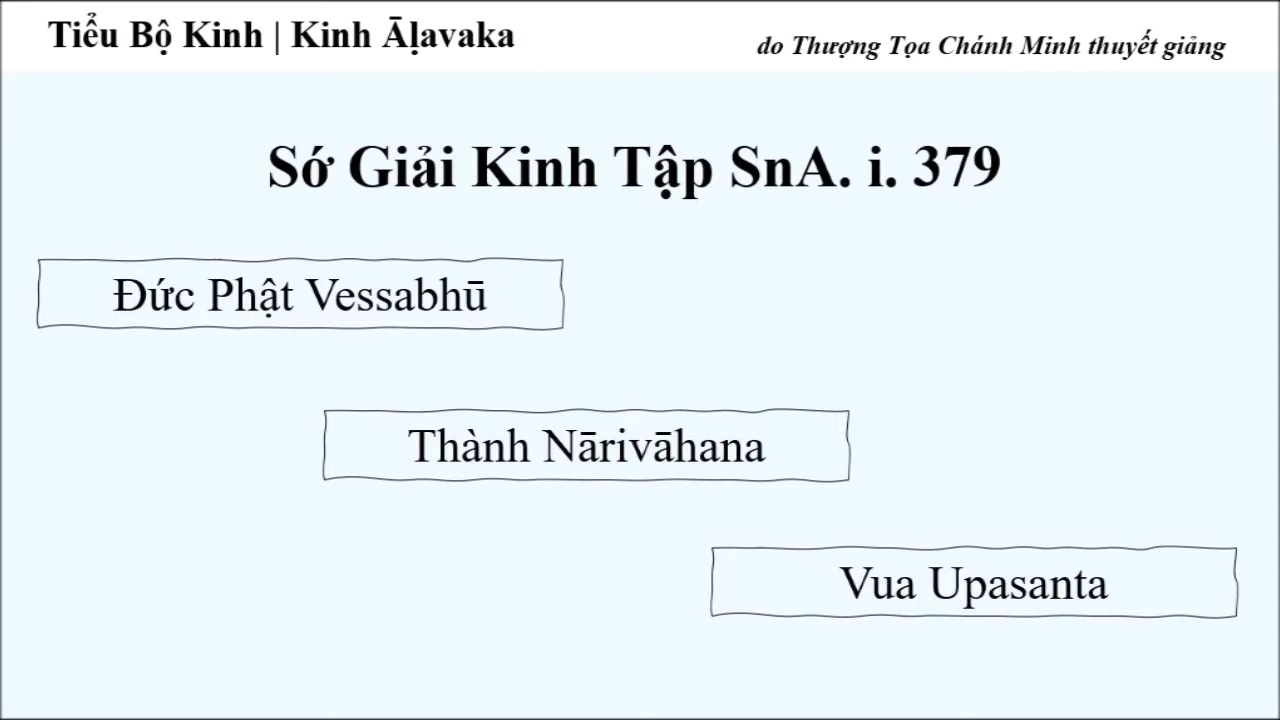 Tiểu Bộ Kinh | Kinh Āḷavaka
do Thượng Tọa Chánh Minh thuyết giảng
Sớ Giải Kinh Tập SnA. i. 379
Đức Phật Vessabhū
Thành Nārivāhana
Vua Upasanta